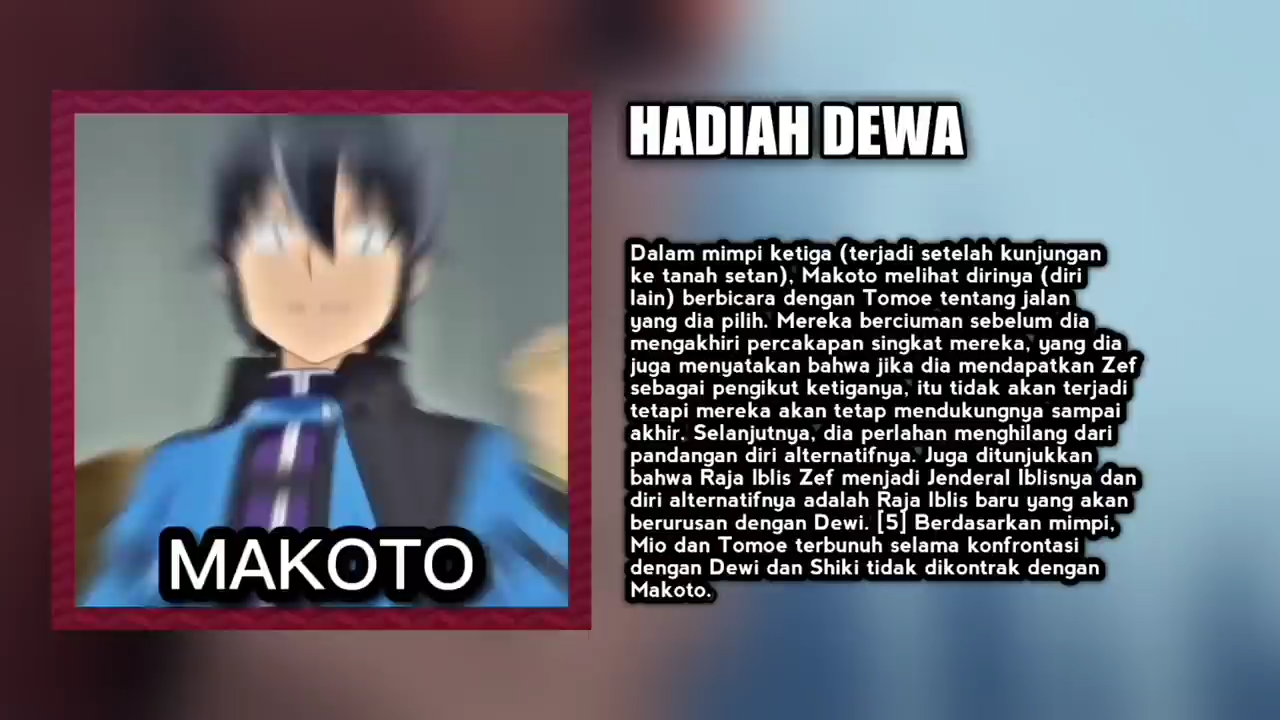 HADIAH DEWA
Dalam mimpi ketiga (terjadi setelah kunjungan
ke tanah setan), Makoto melihat dirinya (diri
lain) berbicara dengan Tomoe tentang jalan
yang dia pilih. Mereka berciuman sebelum dia
mengakhiri percakapan singkat mereka, yang dia
juga menyatakan bahwa jika dia mendapatkan Zef
sebagai pengikut ketiganya, itu tidak akan terjadi
tetapi mereka akan tetap mendukungnya sampai
akhir. Selanjutnya, dia perlahan menghilang dari
pandangan diri alternatifnya. Juga ditunjukkan
bahwa Raja Iblis Zef menjadi Jenderal Iblisnya dan
diri alternatifnya adalah Raja Iblis baru yang akan
berurusan dengan Dewi. [5] Berdasarkan mimpi,
Mio dan Tomoe terbunuh selama konfrontasi
dengan Dewi dan Shiki tidak dikontrak dengan
Makoto.
MAKOTO